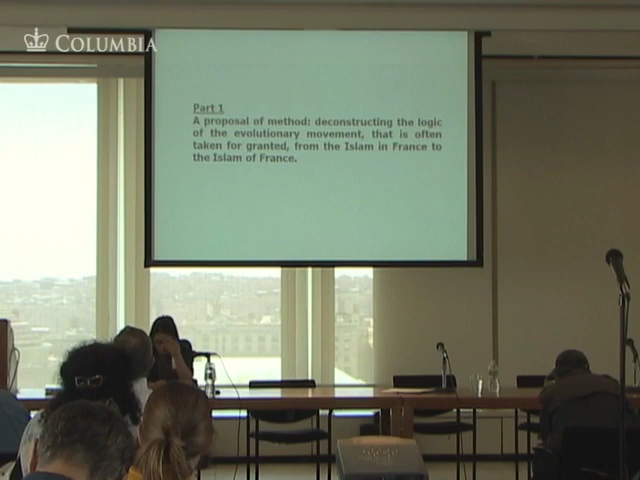 COLUMBIA
Part 1
A proposal of method: deconstructing the logic
of the evolutionary movement, that is often
taken for granted, from the Islam in France to
the Islam of France.